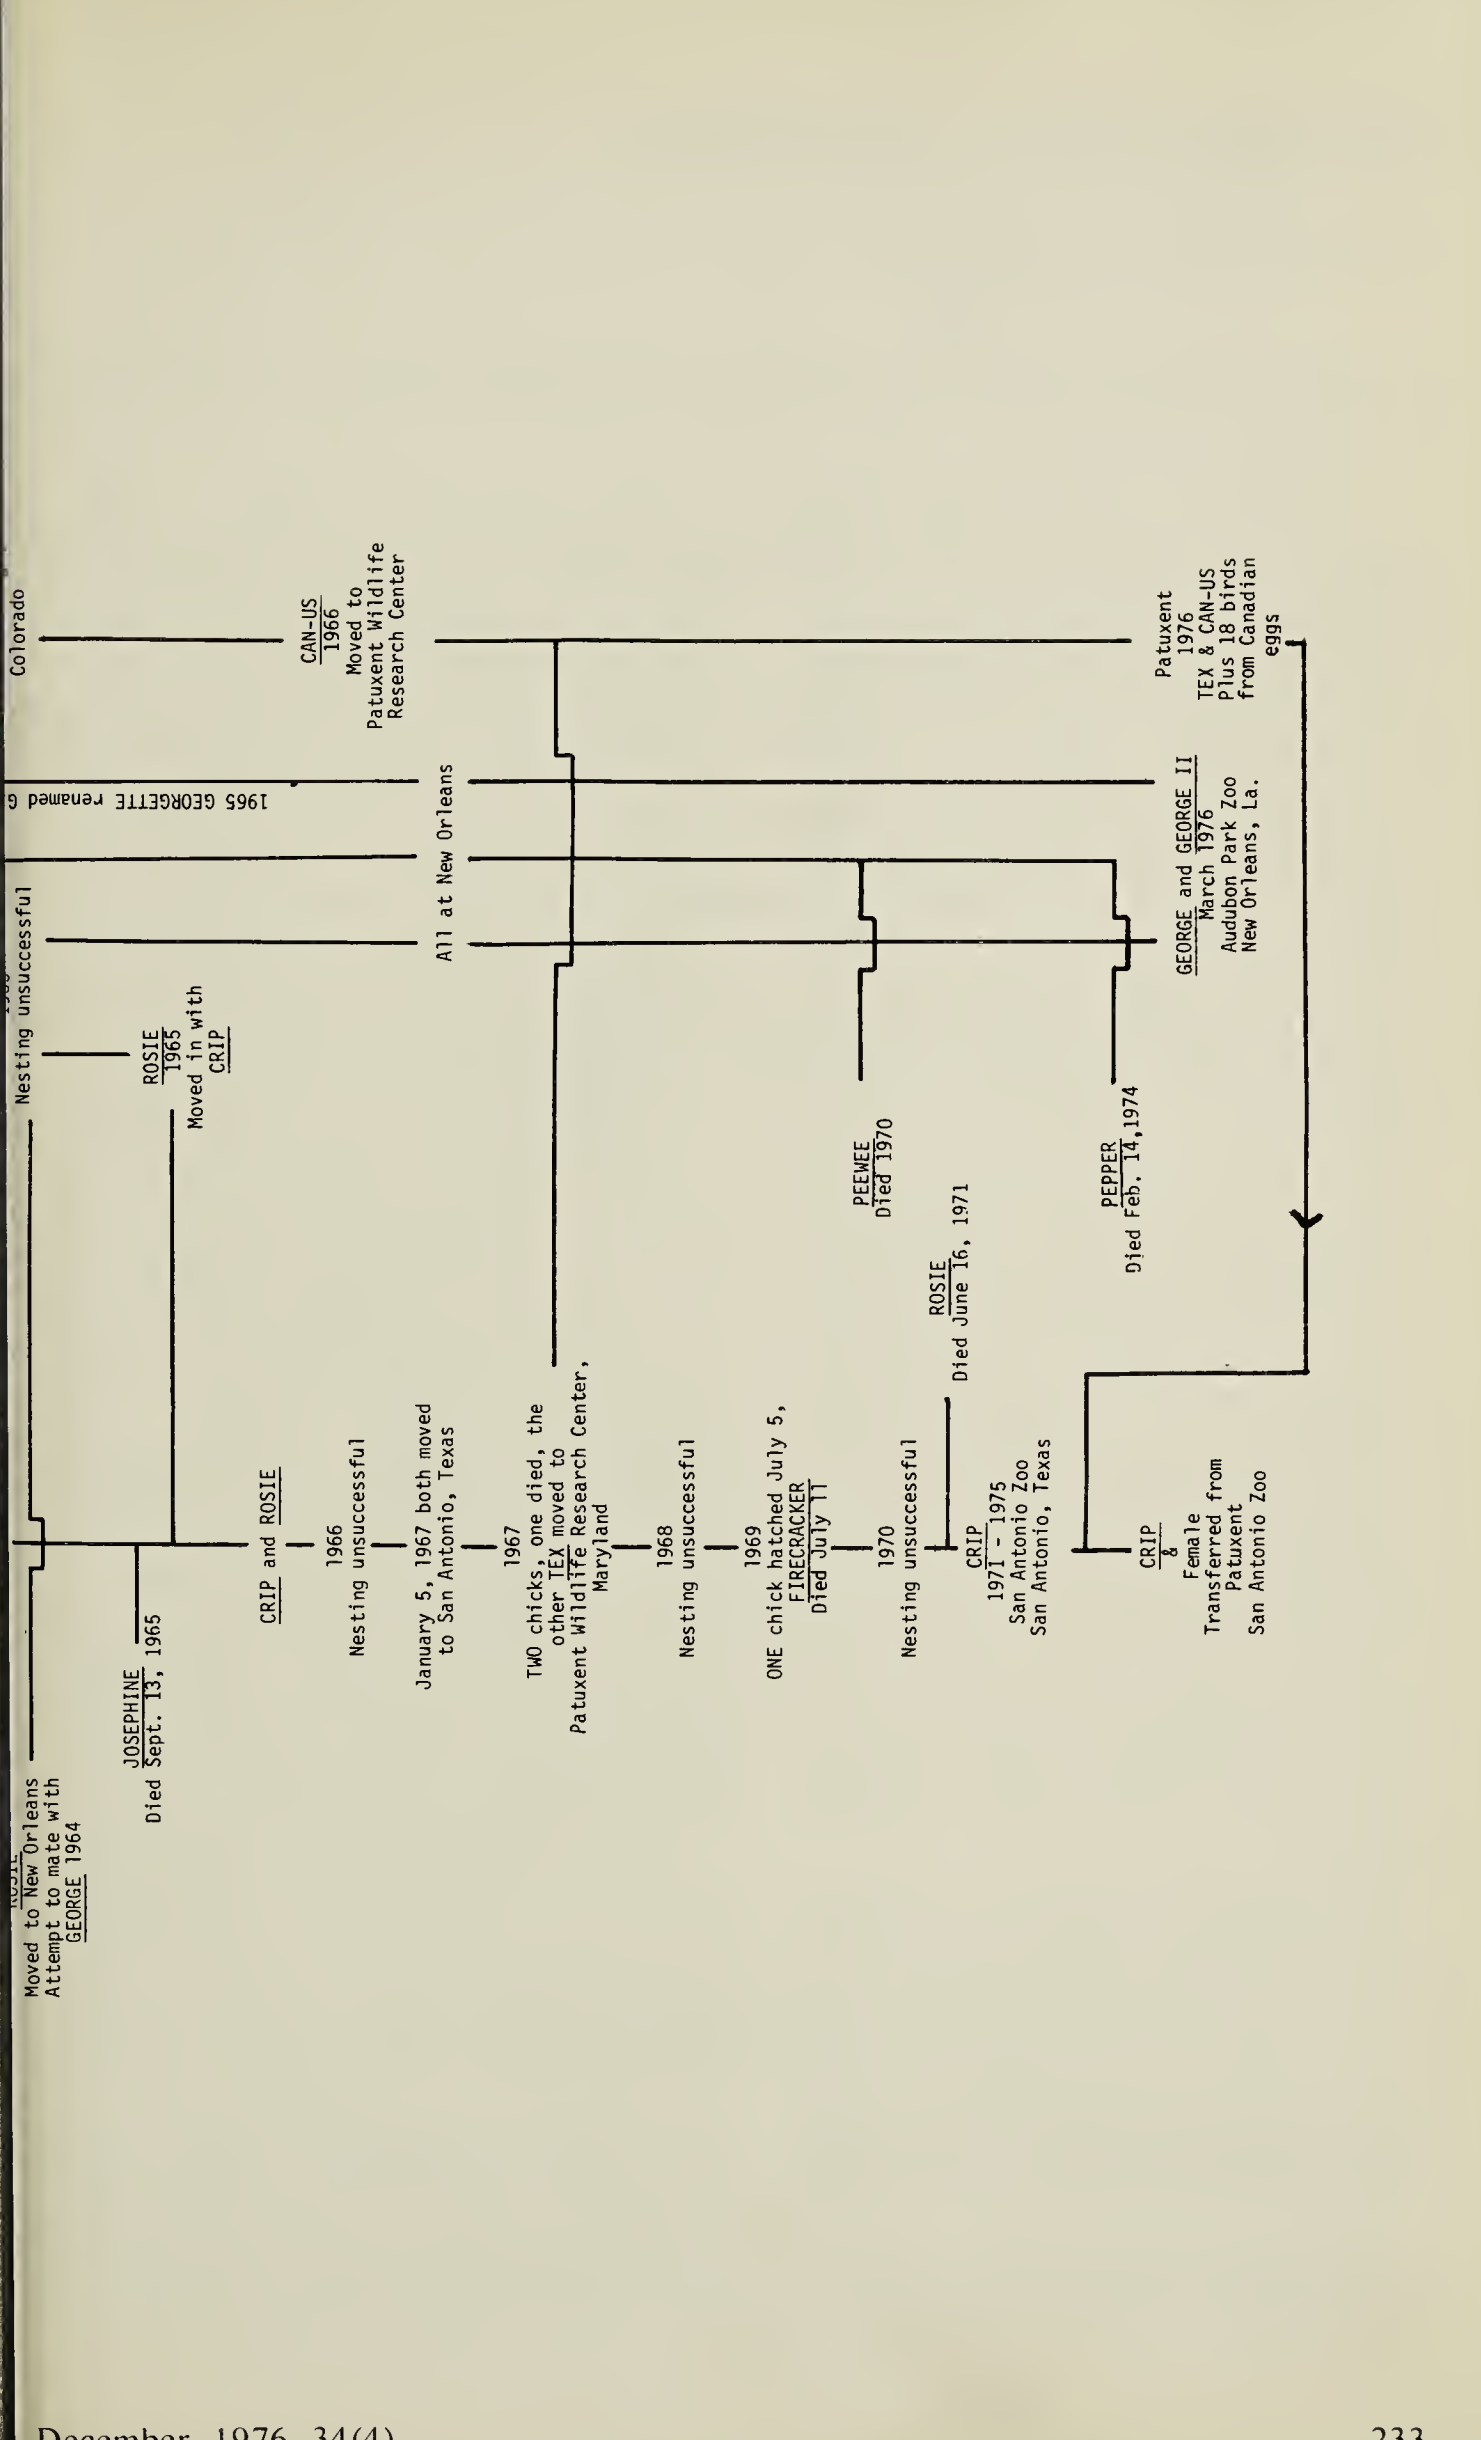 Colorado
Nesting unsuccessful
Moved to New Orleans
Attempt to mate with
GEORGE 1964
1965 GEORGETTE renamed
ROSIE
1965
Moved in with
CRIP
JOSEPHINE
Died Sept. 13, 1965
CRIP and ROSIE
CAN-US
1966
Moved to
Patuxent Wildlife
Research Center
1966
Nesting unsuccessful
All at New Orleans
January 5, 1967 both moved
to San Antonio, Texas
1967
TWO chicks, one died, the
other TEX moved to
Patuxent Wildlife Research Center,
Maryland
1968
Nesting unsuccessful
1969
ONE chick hatched July 5,
FIRECRACKER
Died July 11
PEEWEE
Died 1970
1970
Nesting unsuccessful
ROSIE
Died June 16, 1971
CRIP
1971 - 1975
San Antonio Zoo
San Antonio, Texas
PEPPER
Died Feb. 14,1974
CRIP
&
Female
Transferred from
Patuxent
San Antonio Zoo
GEORGE and GEORGE II
March 1976
Audubon Park Zoo
New Orleans, La.
Patuxent
1976
TEX & CAN-US
Plus 18 birds
from Canadian
eggs
December, 1976, 34(4)
233